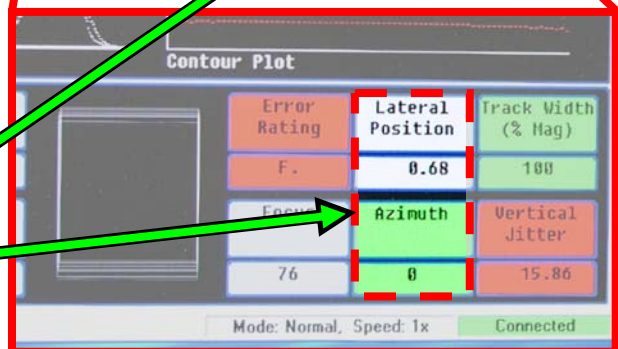 Contour Plot
Error Rating
Lateral Position
Track Width (% Mag)
F.
0.68
100
Focus
Azimuth
Vertical Jitter
76
0
15.86
Mode: Normal, Speed: 1x
Connected